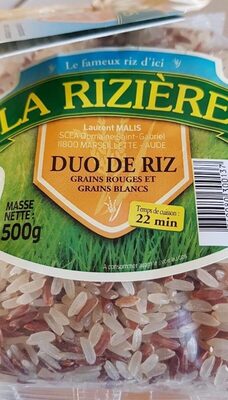 Le fameux riz d'ici
LA RIZIÈRE
Laurent MALIS
SCEA Domaine Saint-Gabriel
11800 MARSEILLETTE - AUDE
DUO DE RIZ
GRAINS ROUGES ET
GRAINS BLANCS
MASSE
NETTE :
500g
Temps de cuisson :
22 min
À consommer